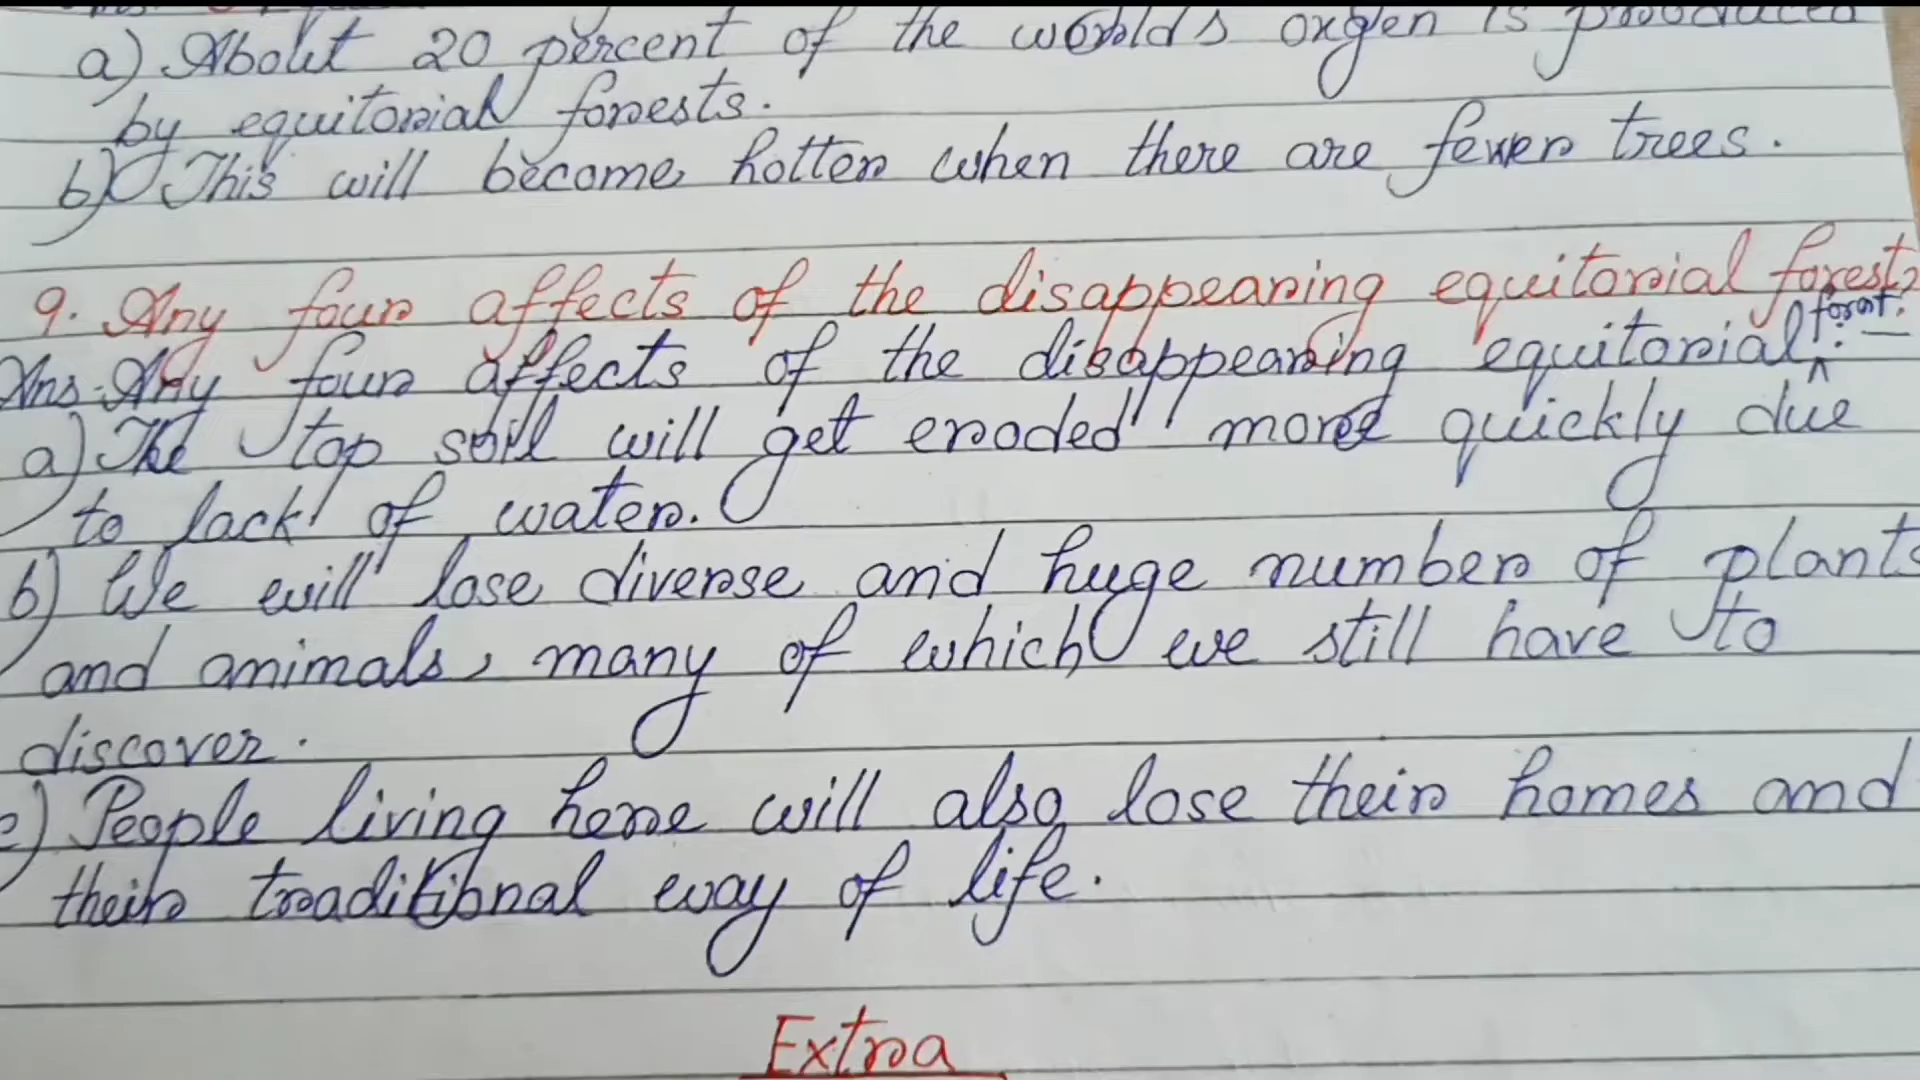 a) About 20 percent of the world's oxgen is produced
by equitorial forests.
b) This will become hotter when there are fewer trees.
9. Any four affects of the disappearing equitorial forest?
forest.
Ans. Any four affects of the disappearing equitorial :-
a) The top soil will get eroded more quickly due
to lack of water.
b) We will lose diverse and huge number of plants
and animals, many of which we still have to
discover.
c) People living here will also lose their homes and
their traditional way of life.
Extra